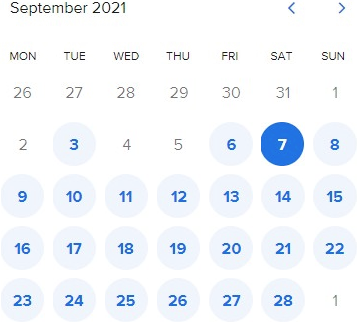 September 2021
MON TUE WED THU FRI SAT SUN
26 27 28 29 30 31 1
2 3 4 5 6 7 8
9 10 11 12 13 14 15
16 17 18 19 20 21 22
23 24 25 26 27 28 1